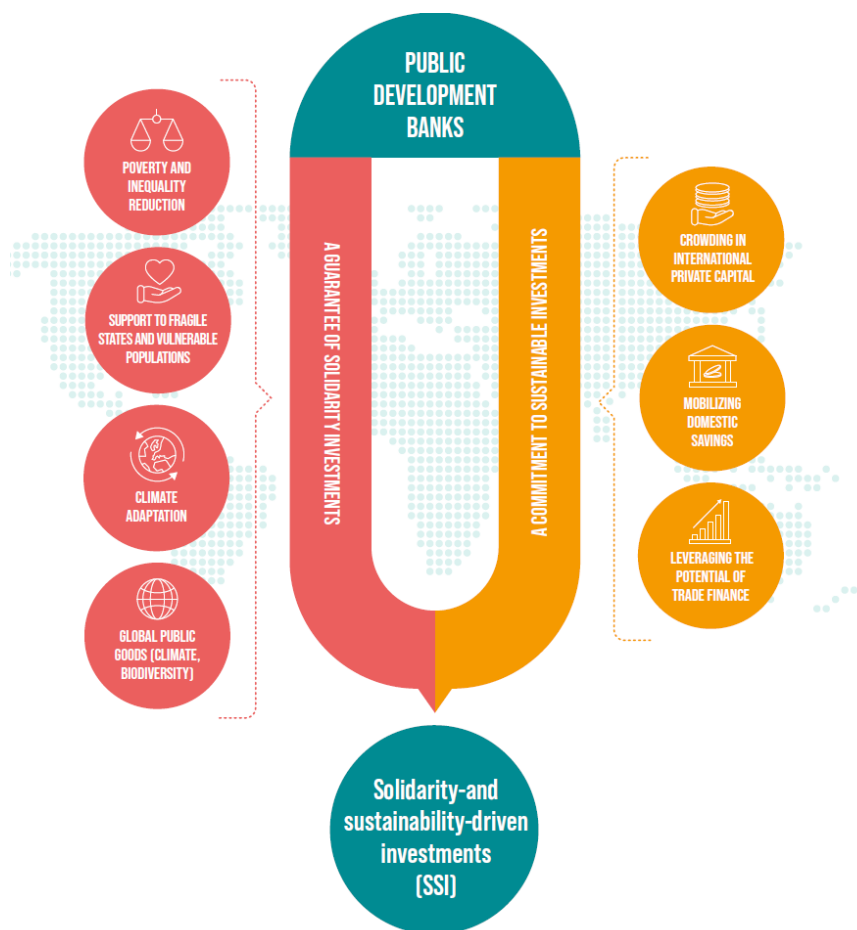 PUBLIC
DEVELOPMENT
BANKS
POVERTY AND
INEQUALITY
REDUCTION
SUPPORT TO FRAGILE
STATES AND VULNERABLE
POPULATIONS
CLIMATE
ADAPTATION
GLOBAL PUBLIC
GOODS (CLIMATE,
BIODIVERSITY)
A GUARANTEE OF SOLIDARITY INVESTMENTS
A COMMITMENT TO SUSTAINABLE INVESTMENTS
CROWDING IN
INTERNATIONAL
PRIVATE CAPITAL
MOBILIZING
DOMESTIC
SAVINGS
LEVERAGING THE
POTENTIAL OF
TRADE FINANCE
Solidarity-and
sustainability-driven
investments
(SSI)